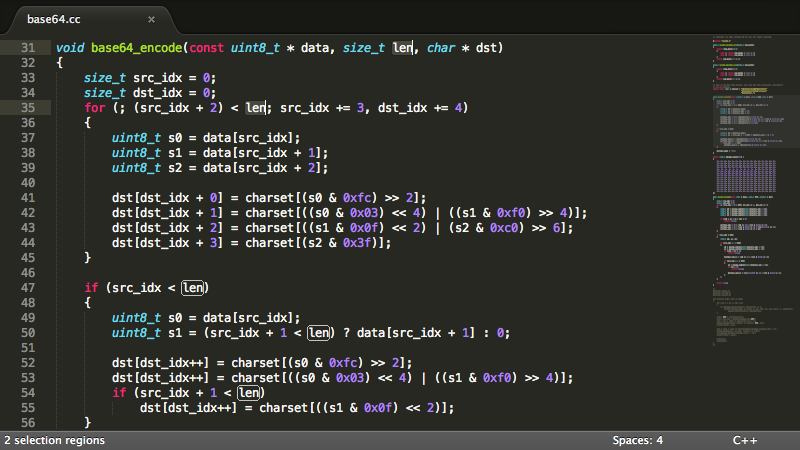 base64.cc ×
31 void base64_encode(const uint8_t * data, size_t len, char * dst)
32 {
33     size_t src_idx = 0;
34     size_t dst_idx = 0;
35     for (; (src_idx + 2) < len; src_idx += 3, dst_idx += 4)
36     {
37         uint8_t s0 = data[src_idx];
38         uint8_t s1 = data[src_idx + 1];
39         uint8_t s2 = data[src_idx + 2];
40
41         dst[dst_idx + 0] = charset[(s0 & 0xfc) >> 2];
42         dst[dst_idx + 1] = charset[((s0 & 0x03) << 4) | ((s1 & 0xf0) >> 4)];
43         dst[dst_idx + 2] = charset[((s1 & 0x0f) << 2) | (s2 & 0xc0) >> 6];
44         dst[dst_idx + 3] = charset[(s2 & 0x3f)];
45     }
46
47     if (src_idx < len)
48     {
49         uint8_t s0 = data[src_idx];
50         uint8_t s1 = (src_idx + 1 < len) ? data[src_idx + 1] : 0;
51
52         dst[dst_idx++] = charset[(s0 & 0xfc) >> 2];
53         dst[dst_idx++] = charset[((s0 & 0x03) << 4) | ((s1 & 0xf0) >> 4)];
54         if (src_idx + 1 < len)
55             dst[dst_idx++] = charset[((s1 & 0x0f) << 2)];
56     }
2 selection regions Spaces: 4 C++